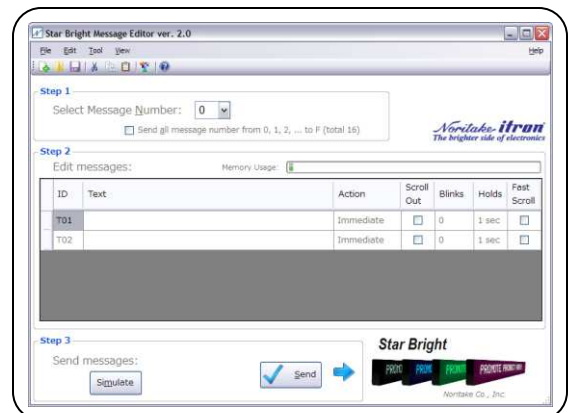 Star Bright Message Editor ver. 2.0
File Edit Tool View Help
Step 1
Select Message Number: 0
Send all message number from 0, 1, 2, ... to F (total 16)
Noritake itron
The brighter side of electronics
Step 2
Edit messages: Memory Usage:
ID Text Action Scroll Out Blinks Holds Fast Scroll
T01 Immediate 0 1 sec
T02 Immediate 0 1 sec
Step 3
Send messages:
Simulate
Send
Star Bright
Noritake Co., Inc.